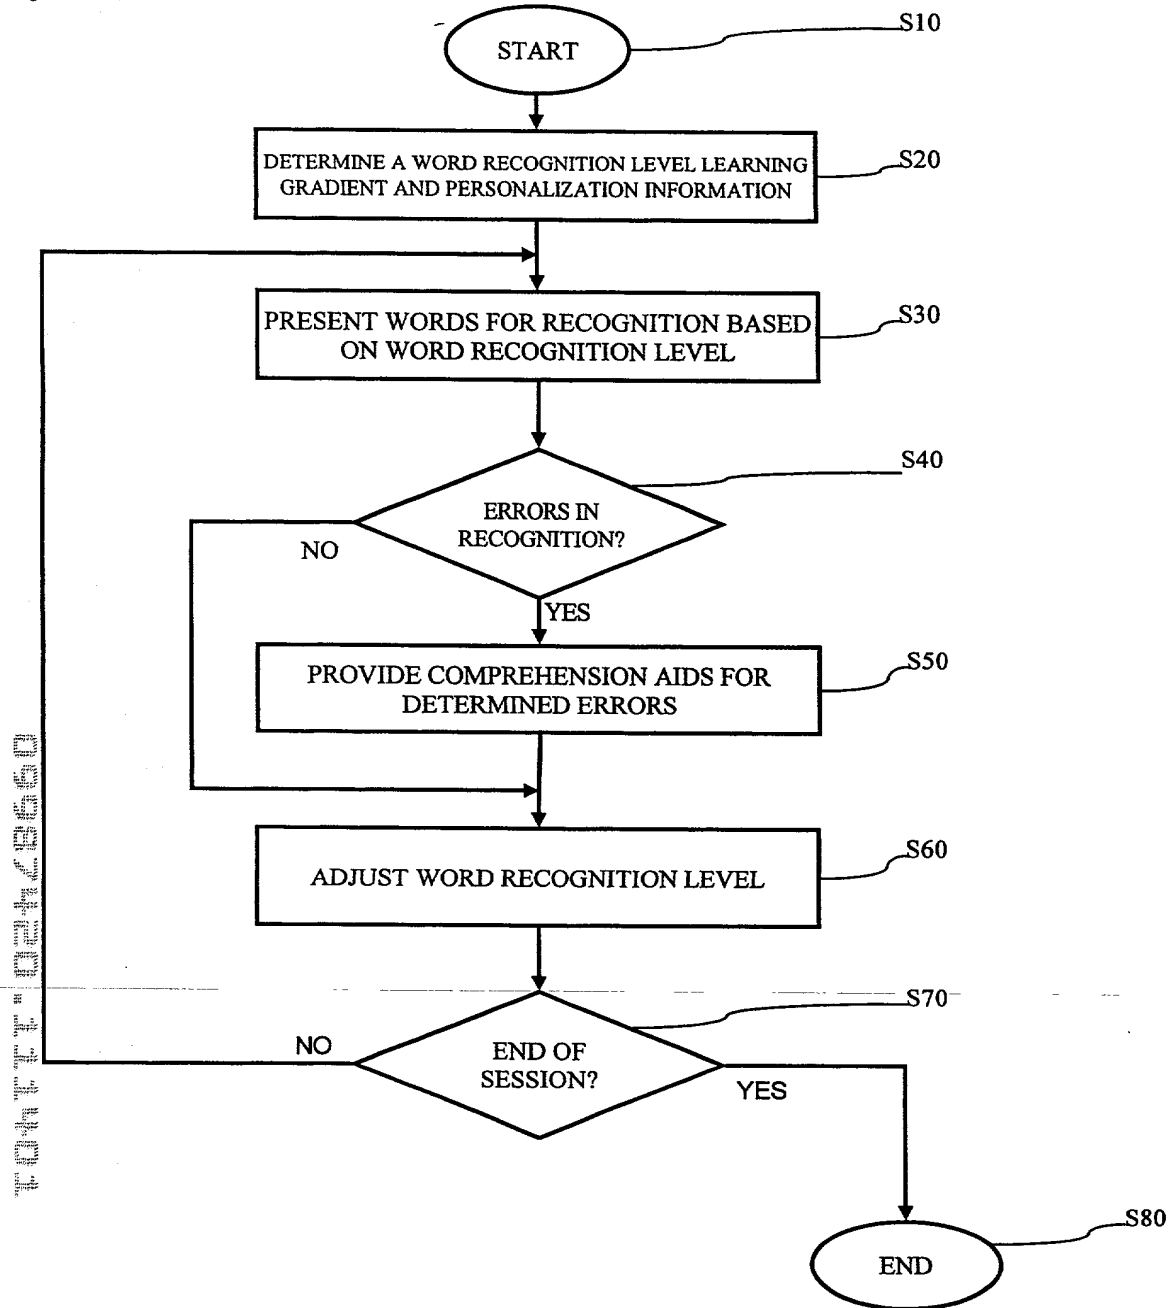 START
S10
DETERMINE A WORD RECOGNITION LEVEL LEARNING
GRADIENT AND PERSONALIZATION INFORMATION
S20
PRESENT WORDS FOR RECOGNITION BASED
ON WORD RECOGNITION LEVEL
S30
S40
ERRORS IN
RECOGNITION?
NO
YES
PROVIDE COMPREHENSION AIDS FOR
DETERMINED ERRORS
S50
ADJUST WORD RECOGNITION LEVEL
S60
S70
END OF
SESSION?
NO
YES
END
S80